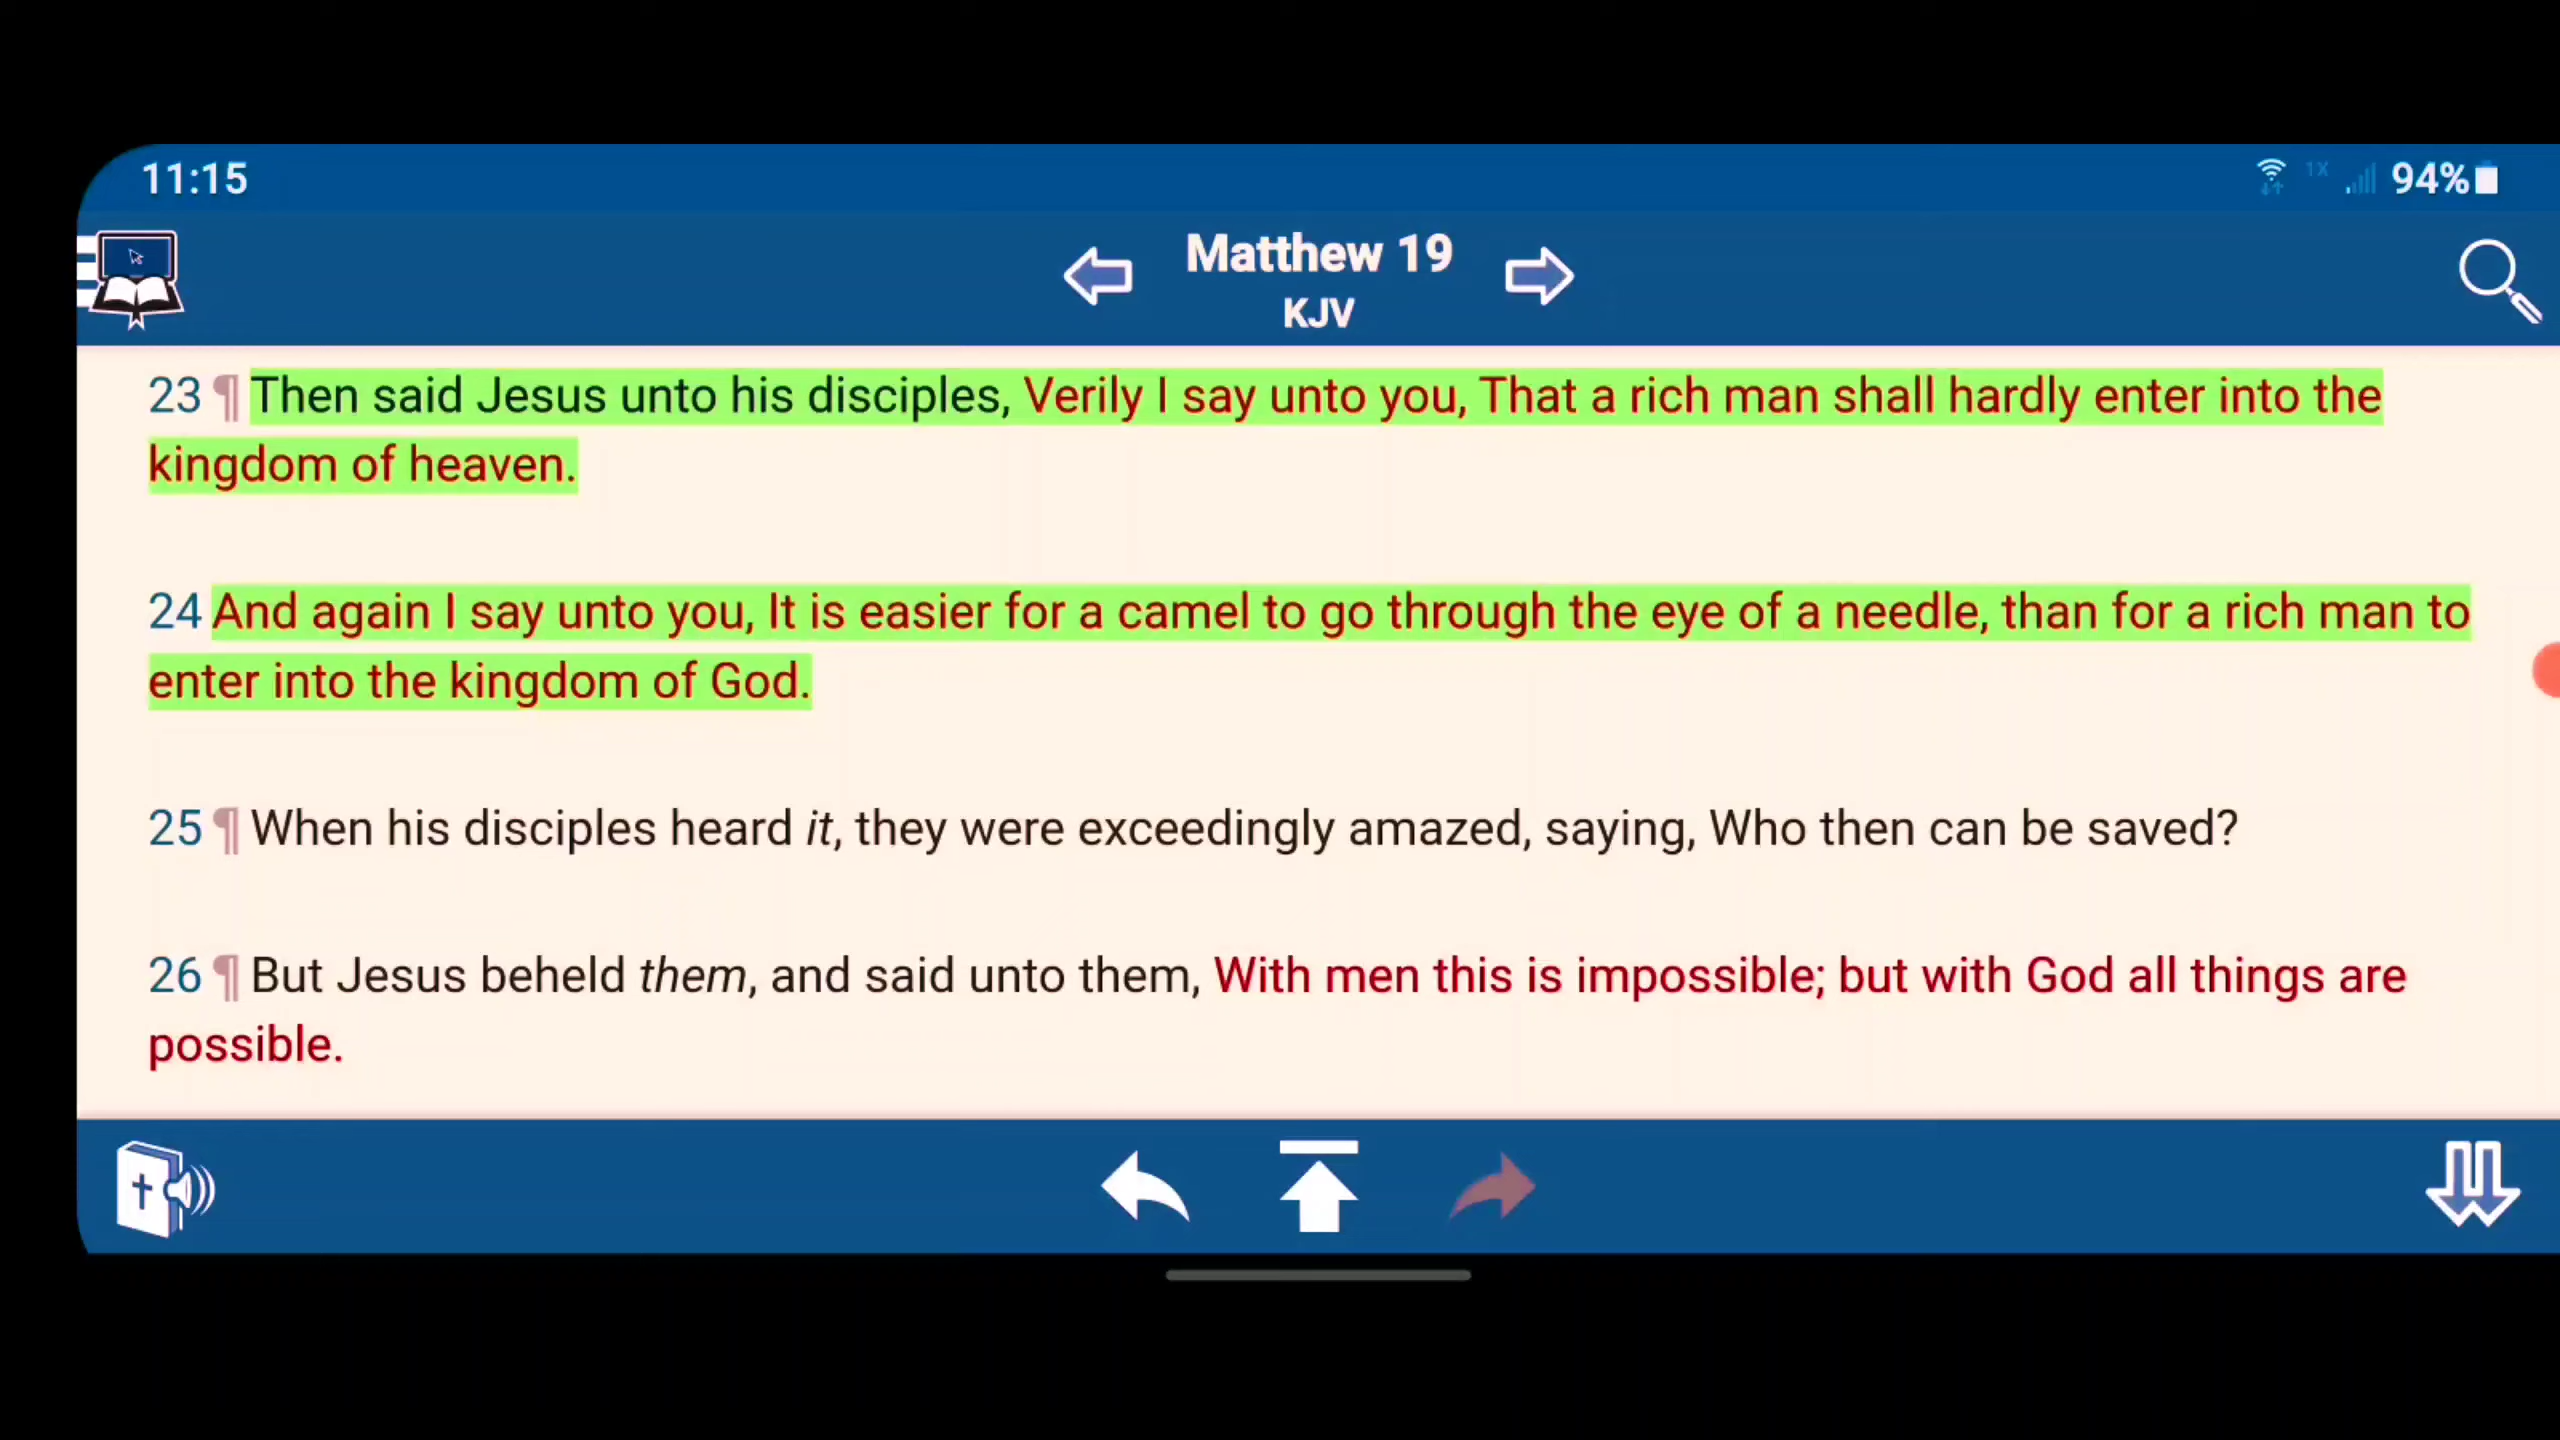 11:15
1X 94%
Matthew 19
KJV
23 ¶ Then said Jesus unto his disciples, Verily I say unto you, That a rich man shall hardly enter into the
kingdom of heaven.
24 And again I say unto you, It is easier for a camel to go through the eye of a needle, than for a rich man to
enter into the kingdom of God.
25 ¶ When his disciples heard it, they were exceedingly amazed, saying, Who then can be saved?
26 ¶ But Jesus beheld them, and said unto them, With men this is impossible; but with God all things are
possible.